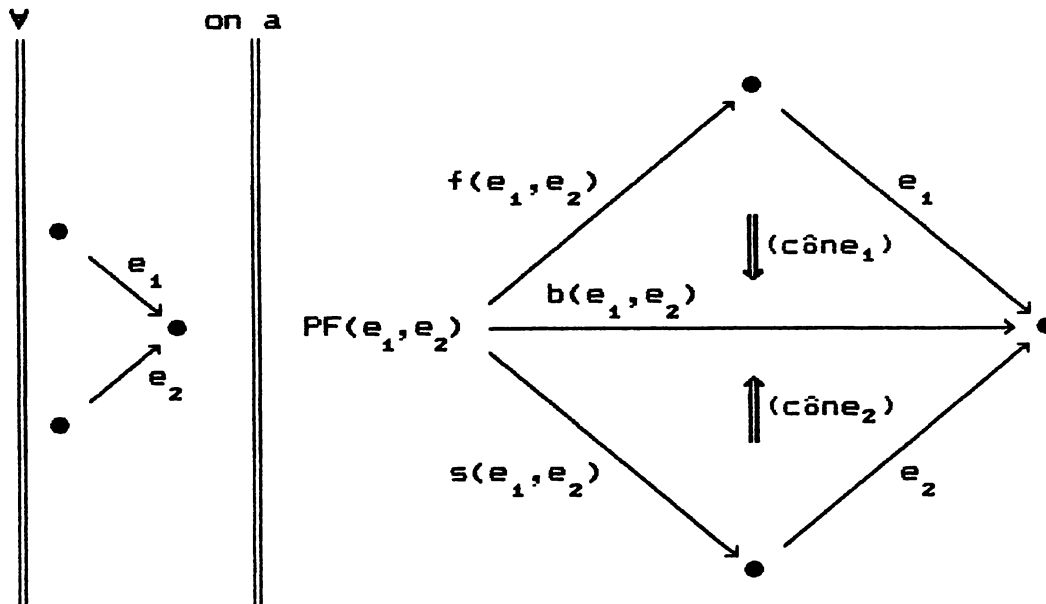 ∀ on a
f(e₁,e₂) e₁
(cône₁)
e₁
b(e₁,e₂)
PF(e₁,e₂)
e₂
(cône₂)
s(e₁,e₂) e₂